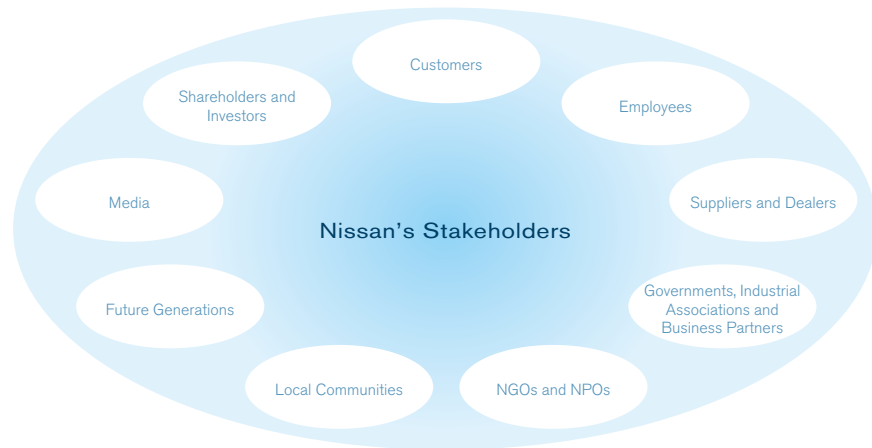 Customers
Shareholders and
Investors
Employees
Media
Suppliers and Dealers
Nissan’s Stakeholders
Future Generations
Governments, Industrial
Associations and
Business Partners
Local Communities
NGOs and NPOs